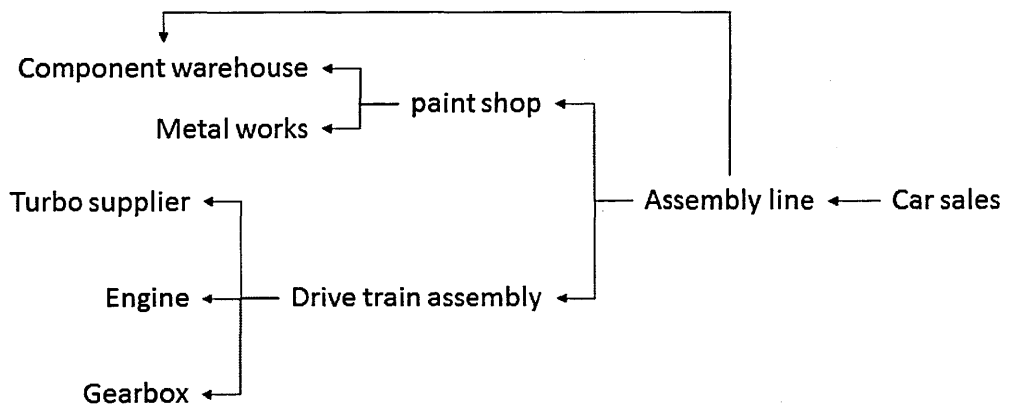 Component warehouse
paint shop
Metal works
Turbo supplier
Assembly line
Car sales
Engine
Drive train assembly
Gearbox